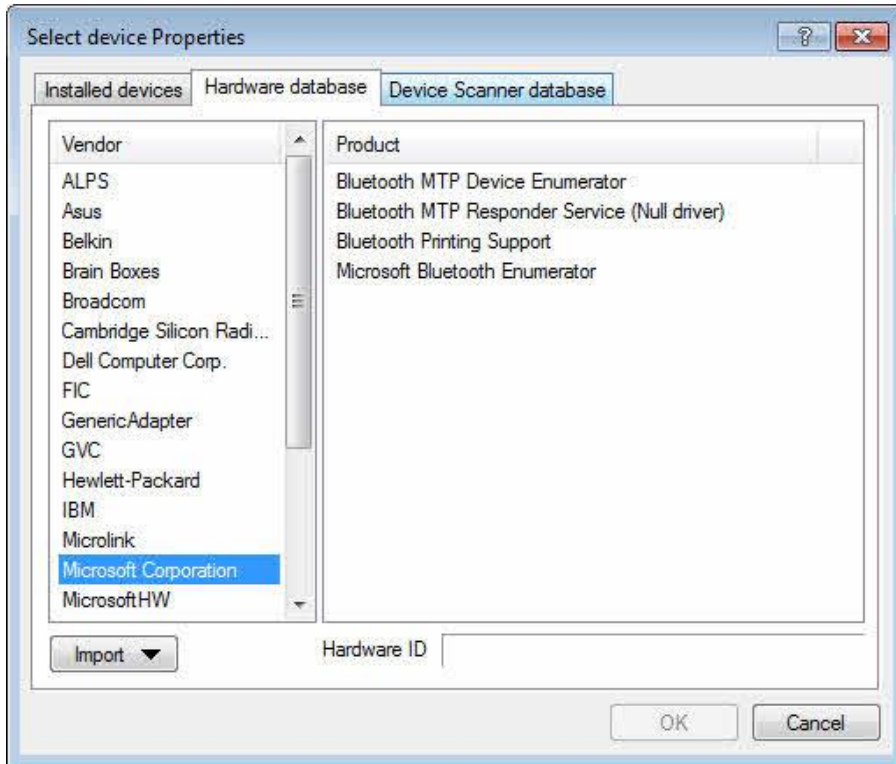 Select device Properties
Installed devices
Hardware database
Device Scanner database
Vendor
ALPS
Asus
Belkin
Brain Boxes
Broadcom
Cambridge Silicon Radi...
Dell Computer Corp.
FIC
GenericAdapter
GVC
Hewlett-Packard
IBM
Microlink
Microsoft Corporation
MicrosoftHW
Product
Bluetooth MTP Device Enumerator
Bluetooth MTP Responder Service (Null driver)
Bluetooth Printing Support
Microsoft Bluetooth Enumerator
Import
Hardware ID
OK
Cancel